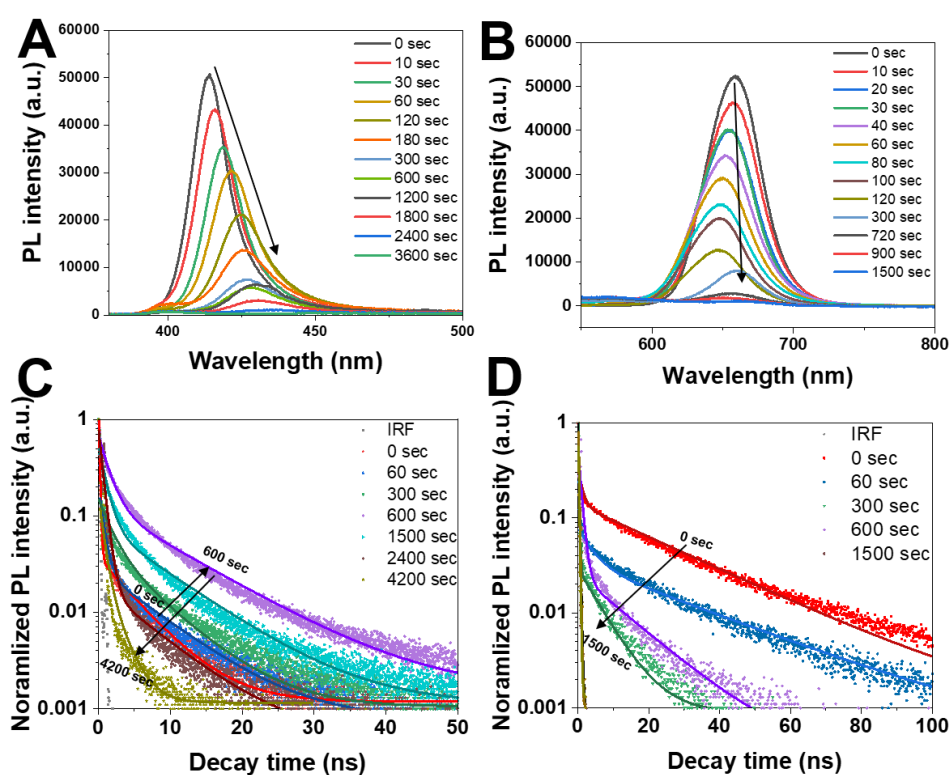 A
PL intensity (a.u.)
60000
50000
40000
30000
20000
10000
0
400
450
500
Wavelength (nm)
0 sec
10 sec
30 sec
60 sec
120 sec
180 sec
300 sec
600 sec
1200 sec
1800 sec
2400 sec
3600 sec
B
PL intensity (a.u.)
60000
50000
40000
30000
20000
10000
0
600
700
800
Wavelength (nm)
0 sec
10 sec
20 sec
30 sec
40 sec
60 sec
80 sec
100 sec
120 sec
300 sec
720 sec
900 sec
1500 sec
C
Noramlized PL intensity (a.u.)
1
0.1
0.01
0.001
0
10
20
30
40
50
Decay time (ns)
IRF
0 sec
60 sec
300 sec
600 sec
1500 sec
2400 sec
4200 sec
600 sec
0 sec
4200 sec
D
Noramlized PL intensity (a.u.)
1
0.1
0.01
0.001
0
20
40
60
80
100
Decay time (ns)
IRF
0 sec
60 sec
300 sec
600 sec
1500 sec
0 sec
1500 sec